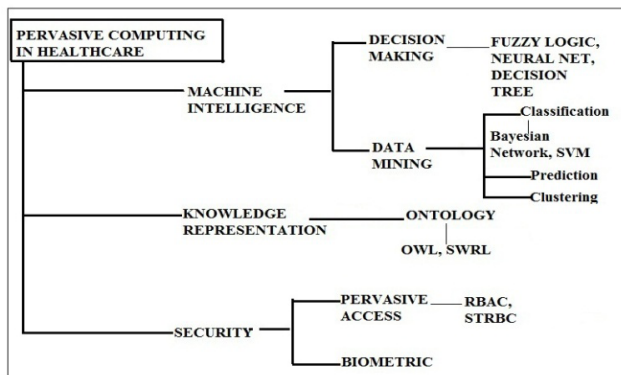 PERVASIVE COMPUTING
IN HEALTHCARE
MACHINE
INTELLIGENCE
DECISION
MAKING
FUZZY LOGIC,
NEURAL NET,
DECISION
TREE
DATA
MINING
Classification
Bayesian
Network, SVM
Prediction
Clustering
KNOWLEDGE
REPRESENTATION
ONTOLOGY
OWL, SWRL
SECURITY
PERVASIVE
ACCESS
RBAC,
STRBC
BIOMETRIC